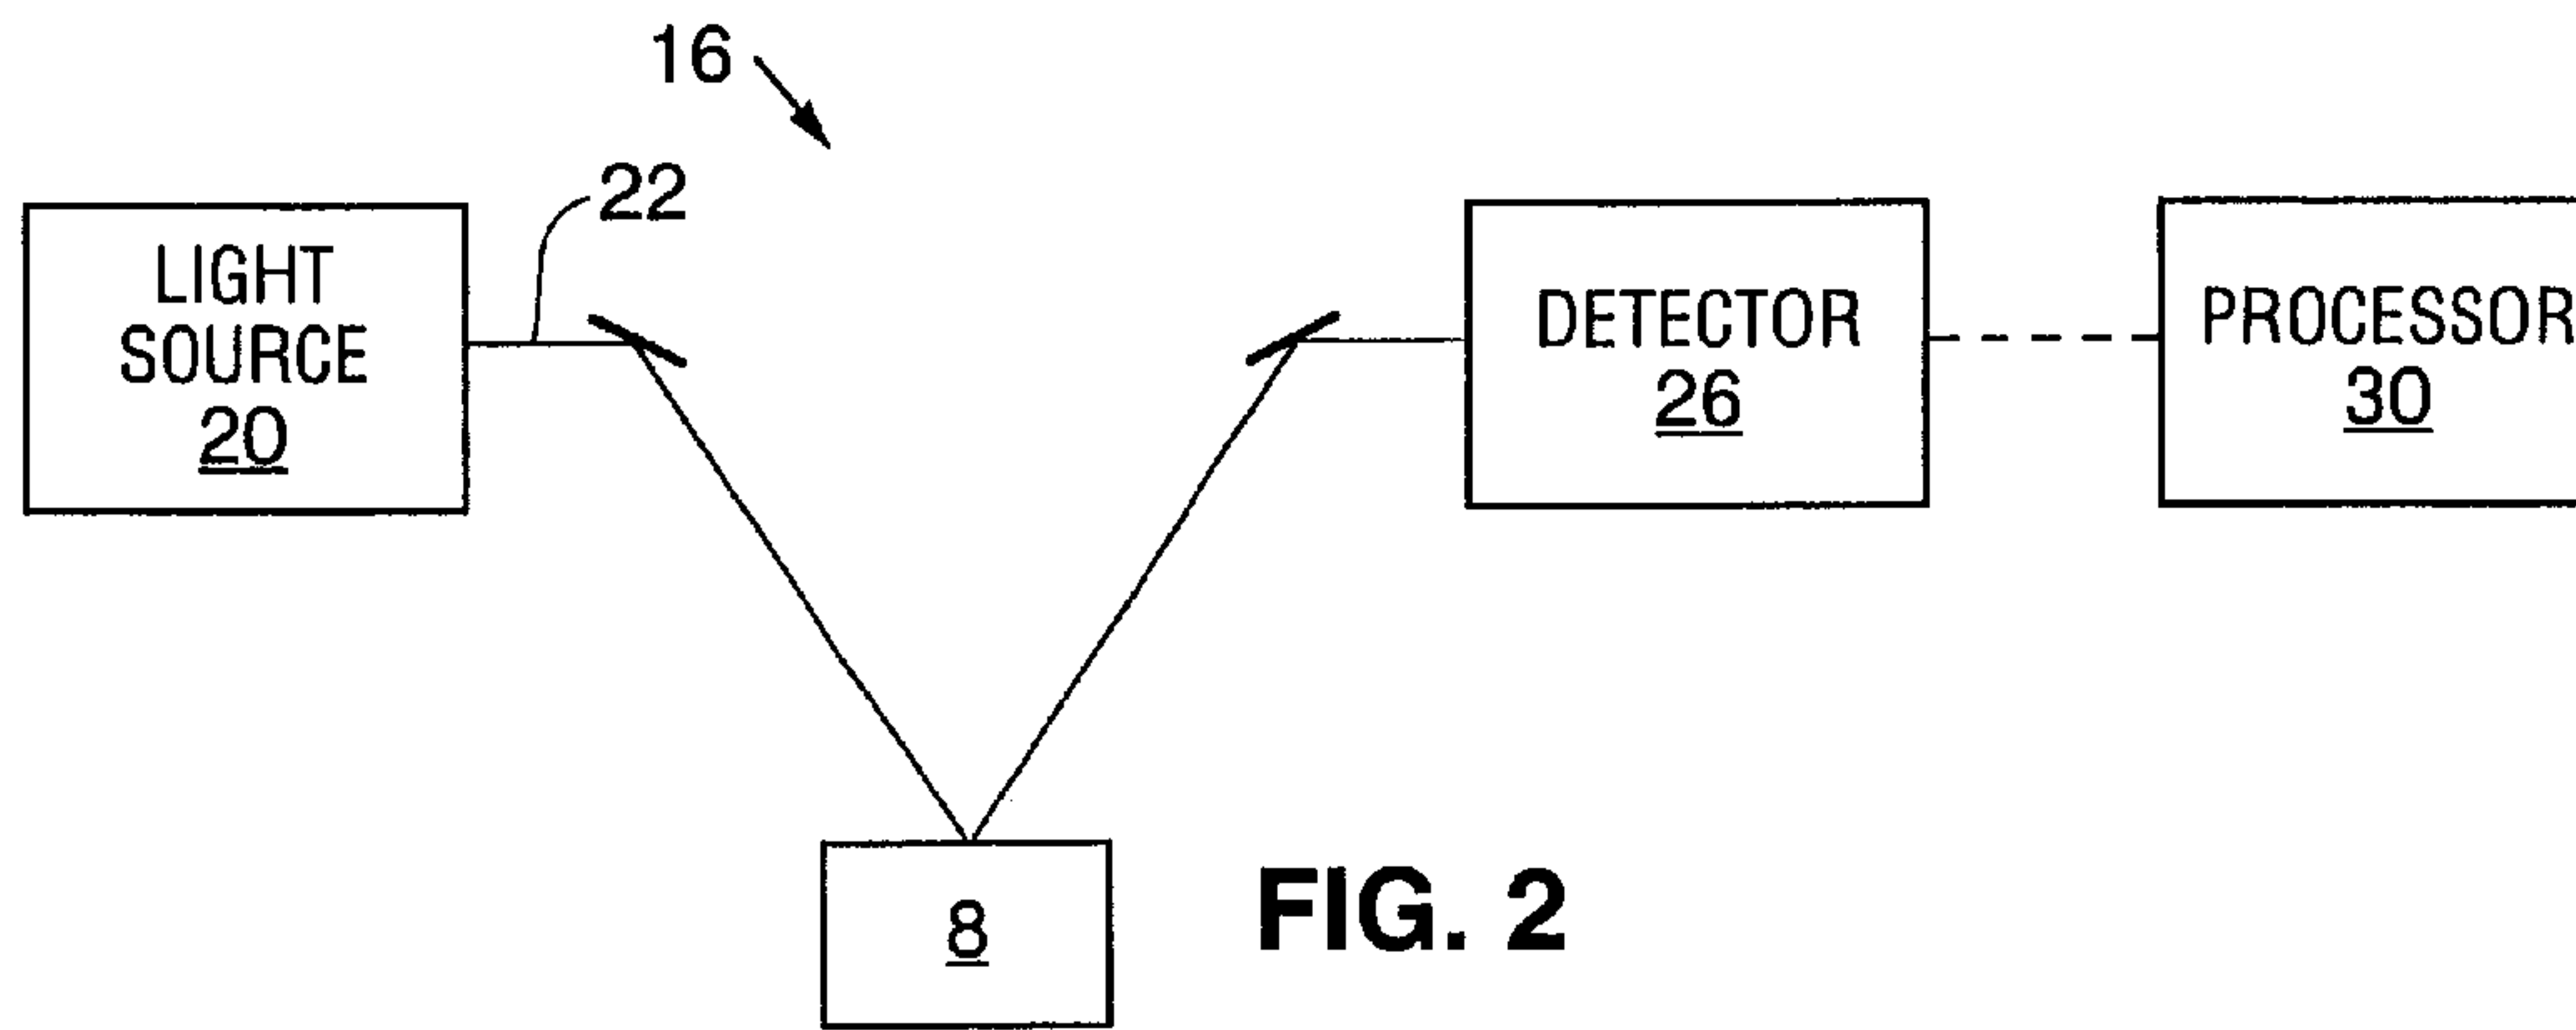 16
22
LIGHT
SOURCE
20
DETECTOR
26
PROCESSOR
30
8
FIG. 2